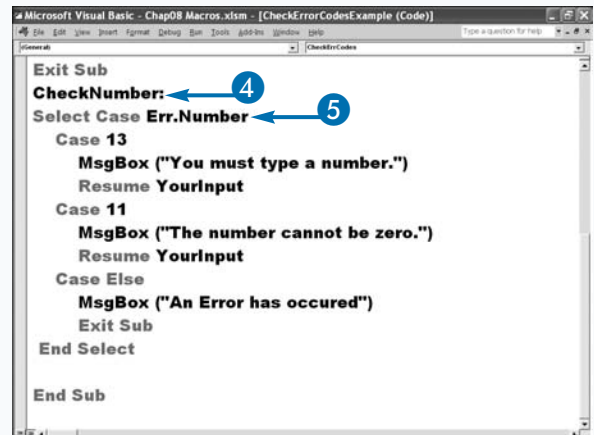 Microsoft Visual Basic - Chap08 Macros.xlsm - [CheckErrorCodesExample (Code)]
File Edit View Insert Format Debug Run Tools Add-Ins Window Help Type a question for help
(General) CheckErrCodes
Exit Sub
CheckNumber: 4
Select Case Err.Number 5
Case 13
MsgBox ("You must type a number.")
Resume YourInput
Case 11
MsgBox ("The number cannot be zero.")
Resume YourInput
Case Else
MsgBox ("An Error has occured")
Exit Sub
End Select
End Sub